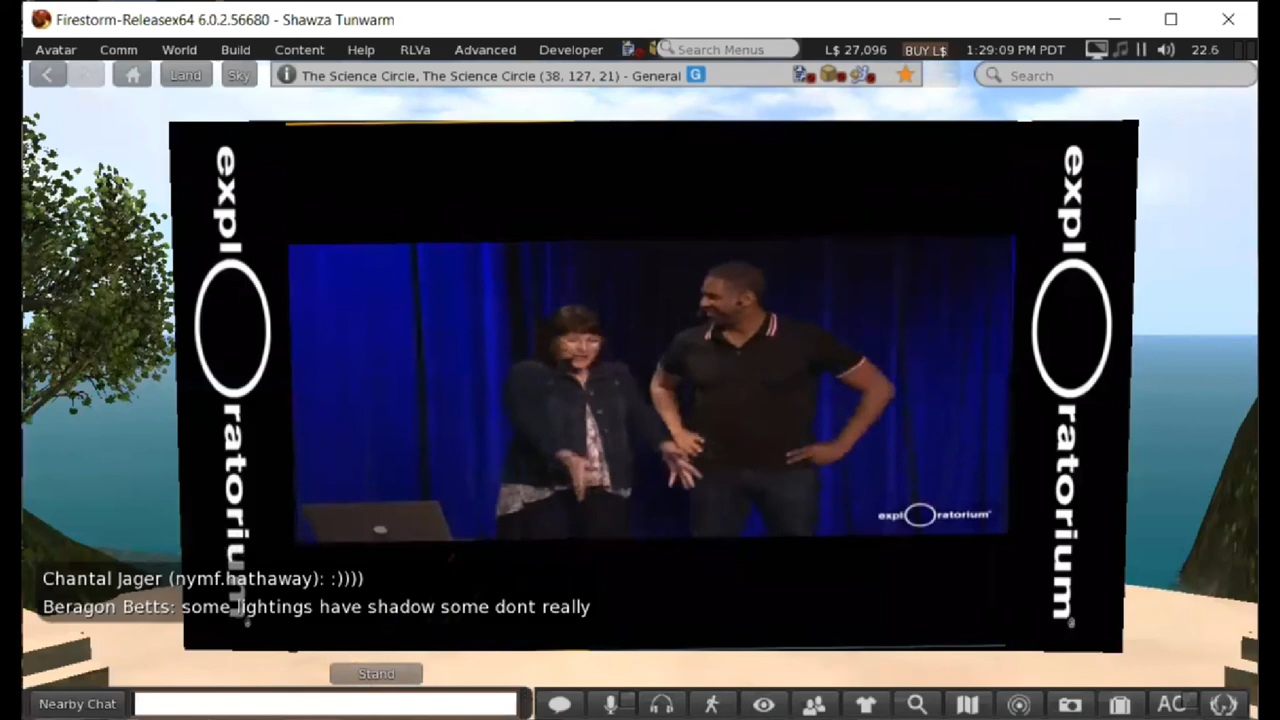 Firestorm-Releasex64 6.0.2.56680 - Shawza Tunwarm
Avatar Comm World Build Content Help RLVa Advanced Developer Search Menus L$ 27,096 BUY L$ 1:29:09 PM PDT 22.6
Land Sky The Science Circle, The Science Circle (38, 127, 21) - General G Search
explOratorium
explOratorium®
explOratorium®
Chantal Jager (nymf.hathaway): :))))
Beragon Betts: some lightings have shadow some dont really
Stand
Nearby Chat AC